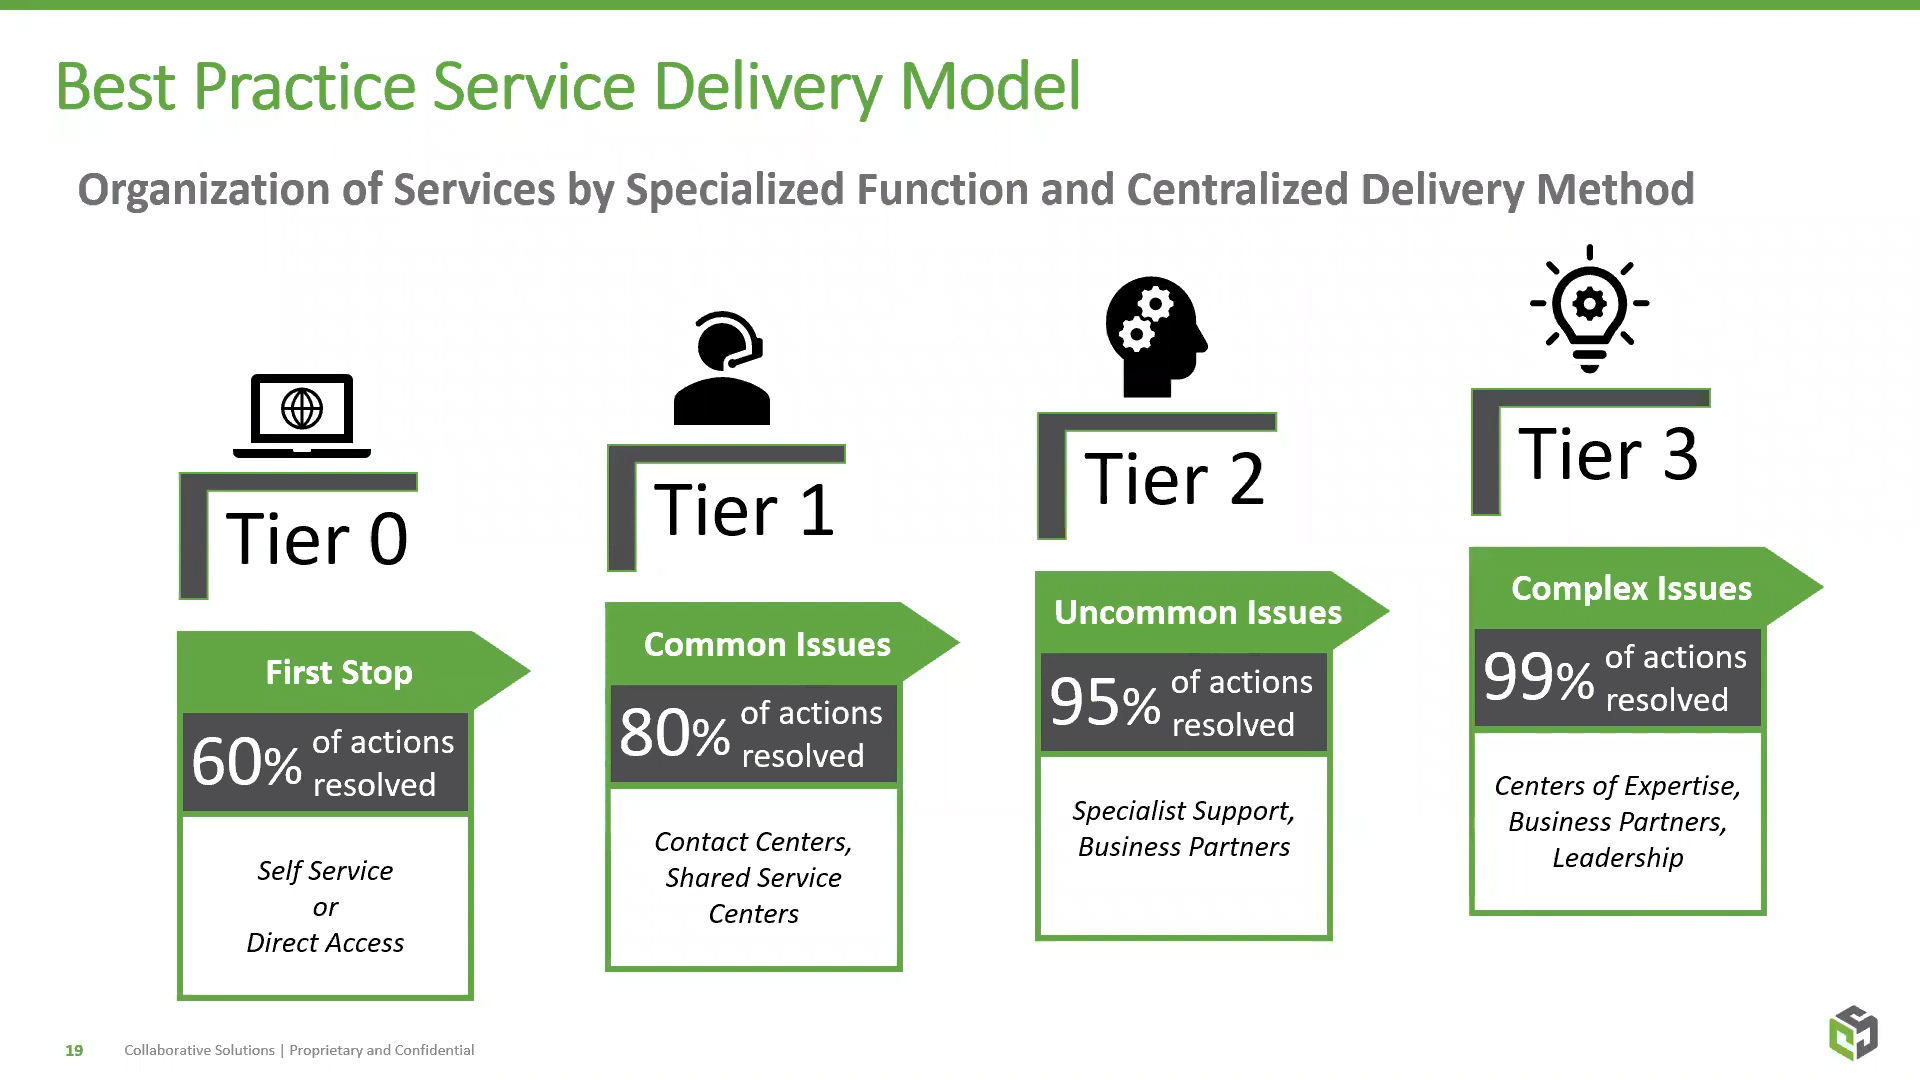 Best Practice Service Delivery Model
Organization of Services by Specialized Function and Centralized Delivery Method
Tier 0
First Stop
60% of actions
resolved
Self Service
or
Direct Access
Tier 1
Common Issues
80% of actions
resolved
Contact Centers,
Shared Service
Centers
Tier 2
Uncommon Issues
95% of actions
resolved
Specialist Support,
Business Partners
Tier 3
Complex Issues
99% of actions
resolved
Centers of Expertise,
Business Partners,
Leadership
19 Collaborative Solutions | Proprietary and Confidential